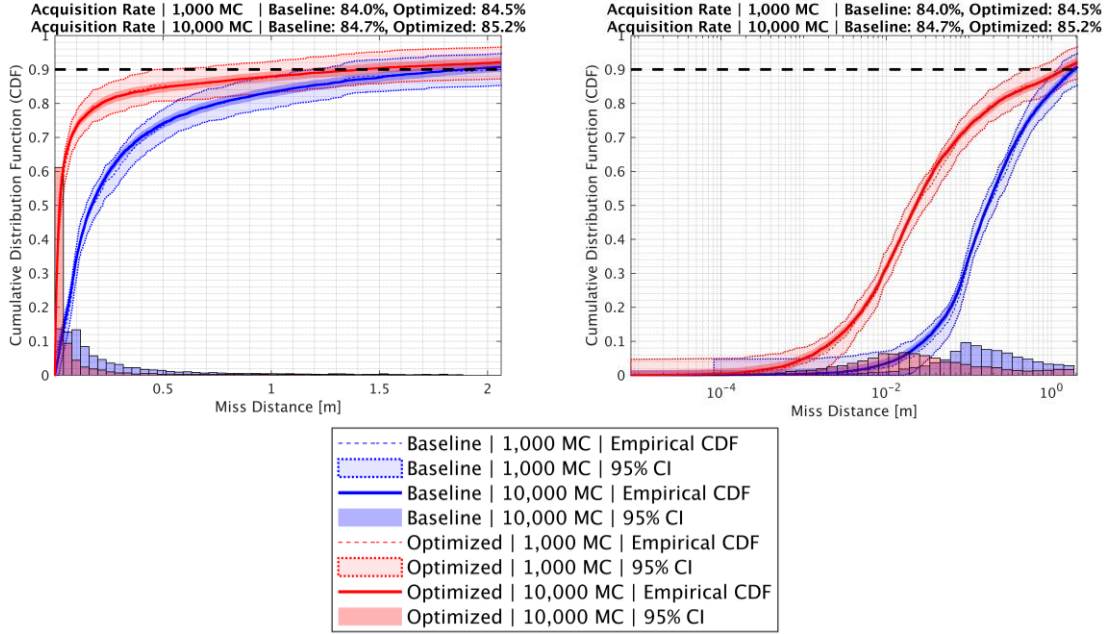 Acquisition Rate | 1,000 MC | Baseline: 84.0%, Optimized: 84.5%
Acquisition Rate | 10,000 MC | Baseline: 84.7%, Optimized: 85.2%
Cumulative Distribution Function (CDF)
1
0.9
0.8
0.7
0.6
0.5
0.4
0.3
0.2
0.1
0
0.5
1
1.5
2
Miss Distance [m]
Acquisition Rate | 1,000 MC | Baseline: 84.0%, Optimized: 84.5%
Acquisition Rate | 10,000 MC | Baseline: 84.7%, Optimized: 85.2%
Cumulative Distribution Function (CDF)
1
0.9
0.8
0.7
0.6
0.5
0.4
0.3
0.2
0.1
0
10⁻⁴
10⁻²
10⁰
Miss Distance [m]
Baseline | 1,000 MC | Empirical CDF
Baseline | 1,000 MC | 95% CI
Baseline | 10,000 MC | Empirical CDF
Baseline | 10,000 MC | 95% CI
Optimized | 1,000 MC | Empirical CDF
Optimized | 1,000 MC | 95% CI
Optimized | 10,000 MC | Empirical CDF
Optimized | 10,000 MC | 95% CI